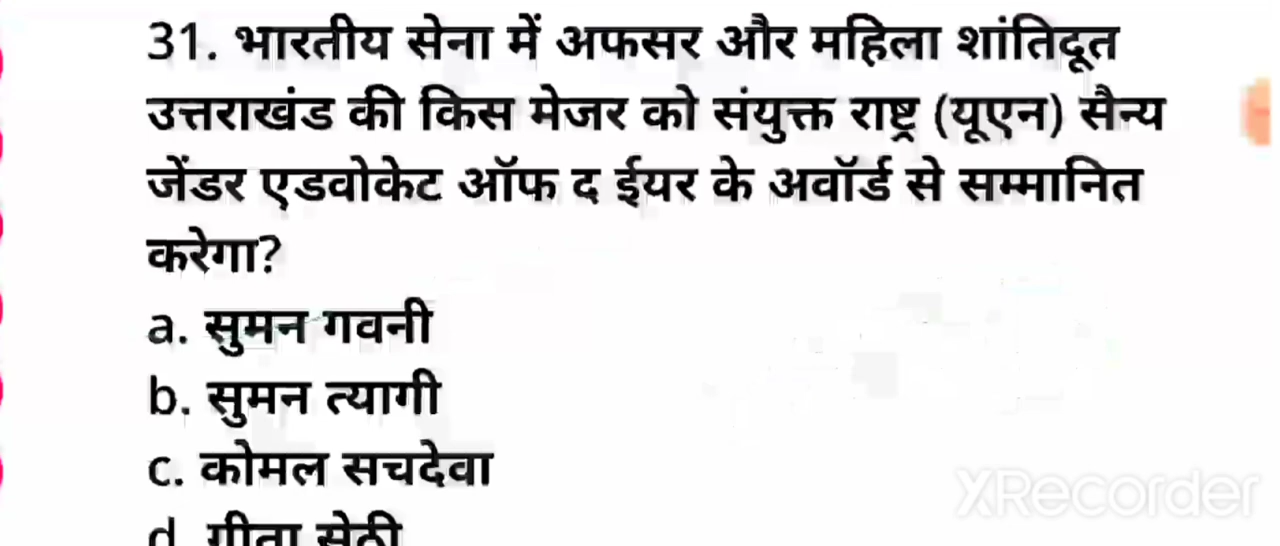 31. भारतीय सेना में अफसर और महिला शांतिदूत
उत्तराखंड की किस मेजर को संयुक्त राष्ट्र (यूएन) सैन्य
जेंडर एडवोकेट ऑफ द ईयर के अवॉर्ड से सम्मानित
करेगा?
a. सुमन गवनी
b. सुमन त्यागी
c. कोमल सचदेवा
d. गीता सेठी
XRecorder